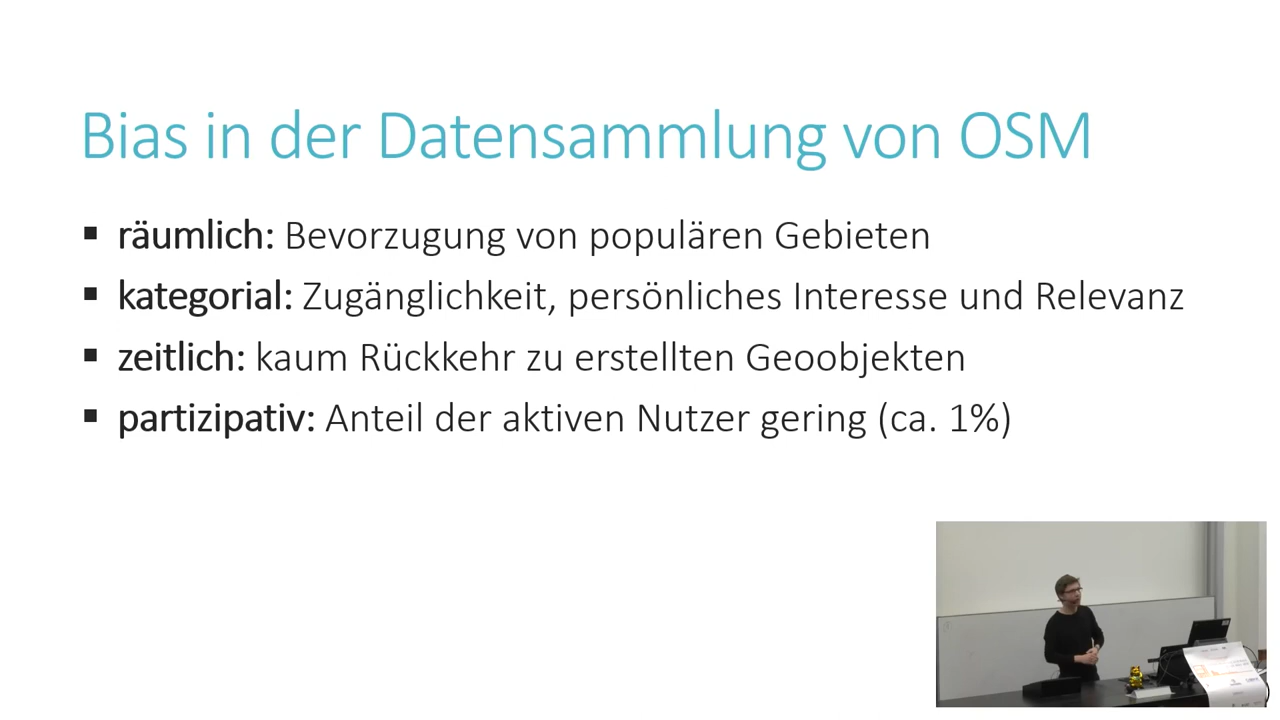 Bias in der Datensammlung von OSM
▪ räumlich: Bevorzugung von populären Gebieten
▪ kategorial: Zugänglichkeit, persönliches Interesse und Relevanz
▪ zeitlich: kaum Rückkehr zu erstellten Geoobjekten
▪ partizipativ: Anteil der aktiven Nutzer gering (ca. 1%)